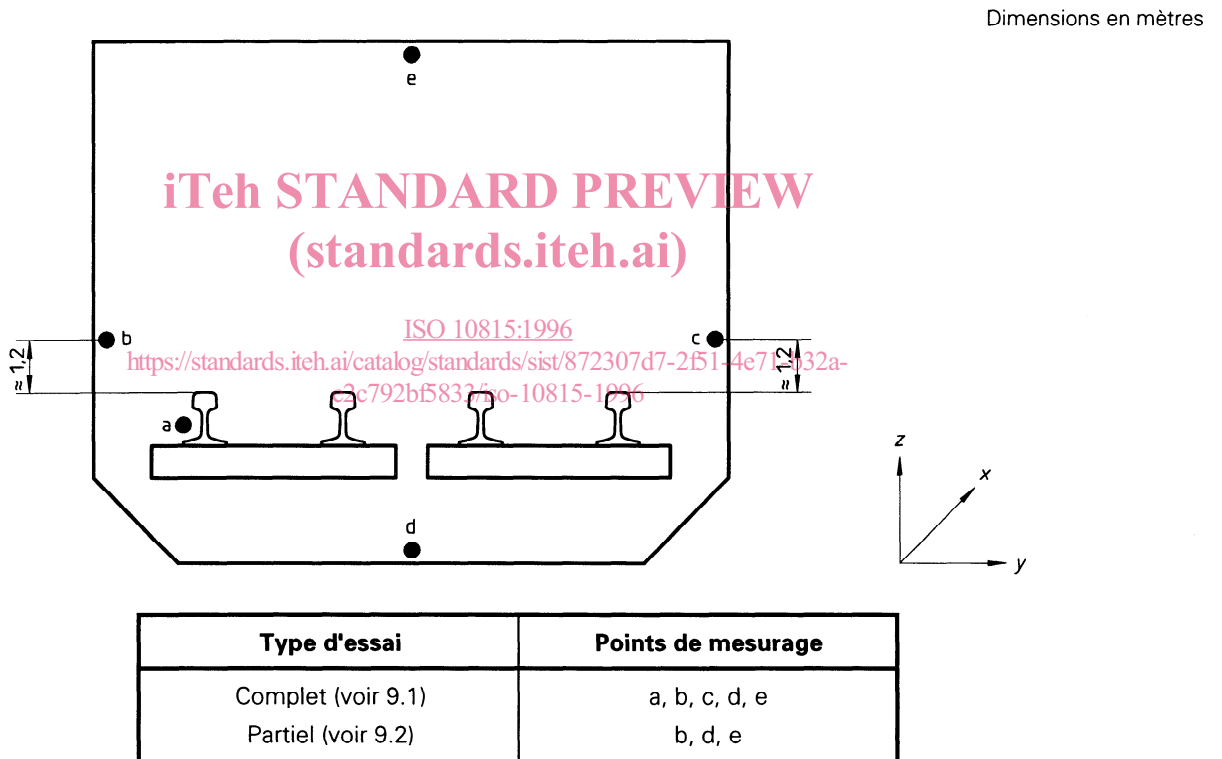 Dimensions en mètres
e
iTeh STANDARD PREVIEW
(standards.iteh.ai)
b
c
ISO 10815:1996
≈ 1,2
≈ 1,2
https://standards.iteh.ai/catalog/standards/sist/872307d7-2f51-4e71-b32a-
e2c792bf5833/iso-10815-1996
a
z
x
d
y
Type d'essai Points de mesurage
Complet (voir 9.1) a, b, c, d, e
Partiel (voir 9.2) b, d, e